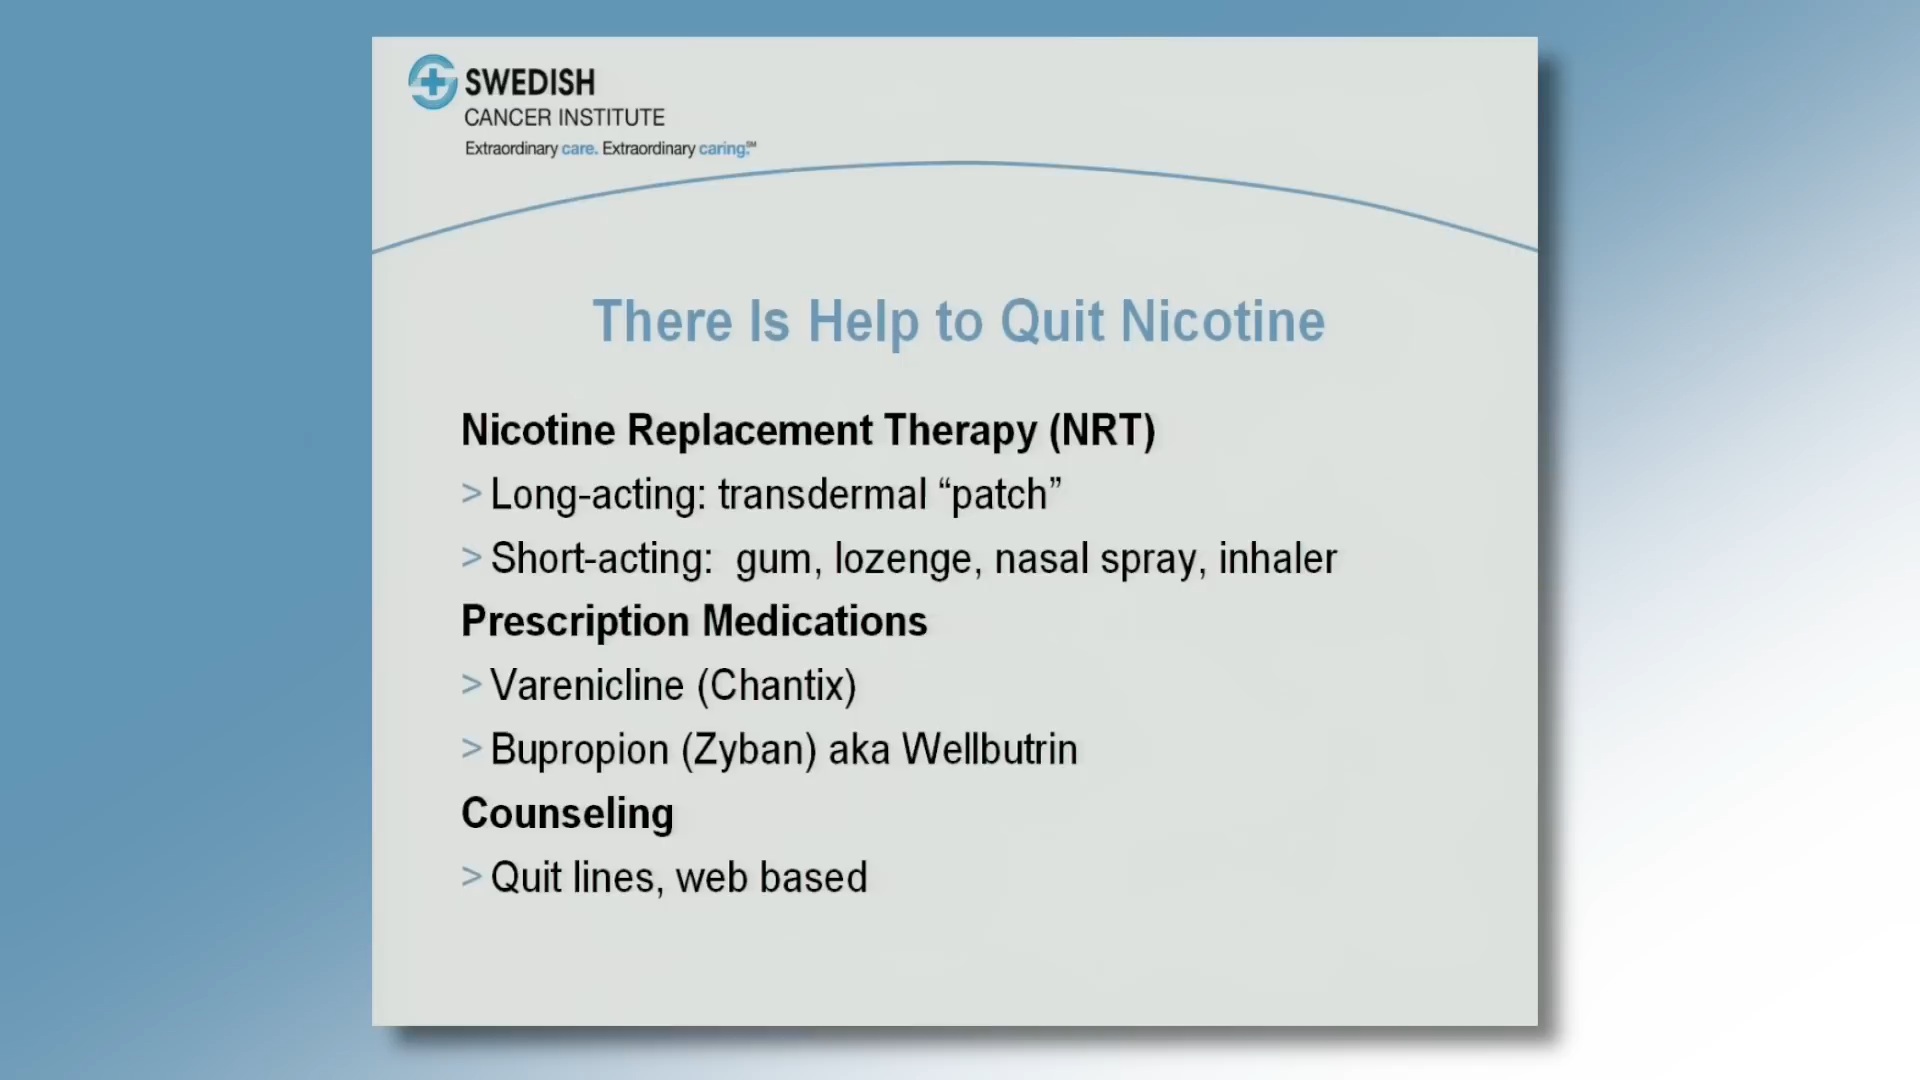 SWEDISH
CANCER INSTITUTE
Extraordinary care. Extraordinary caring.℠
There Is Help to Quit Nicotine
Nicotine Replacement Therapy (NRT)
> Long-acting: transdermal “patch”
> Short-acting:  gum, lozenge, nasal spray, inhaler
Prescription Medications
> Varenicline (Chantix)
> Bupropion (Zyban) aka Wellbutrin
Counseling
> Quit lines, web based